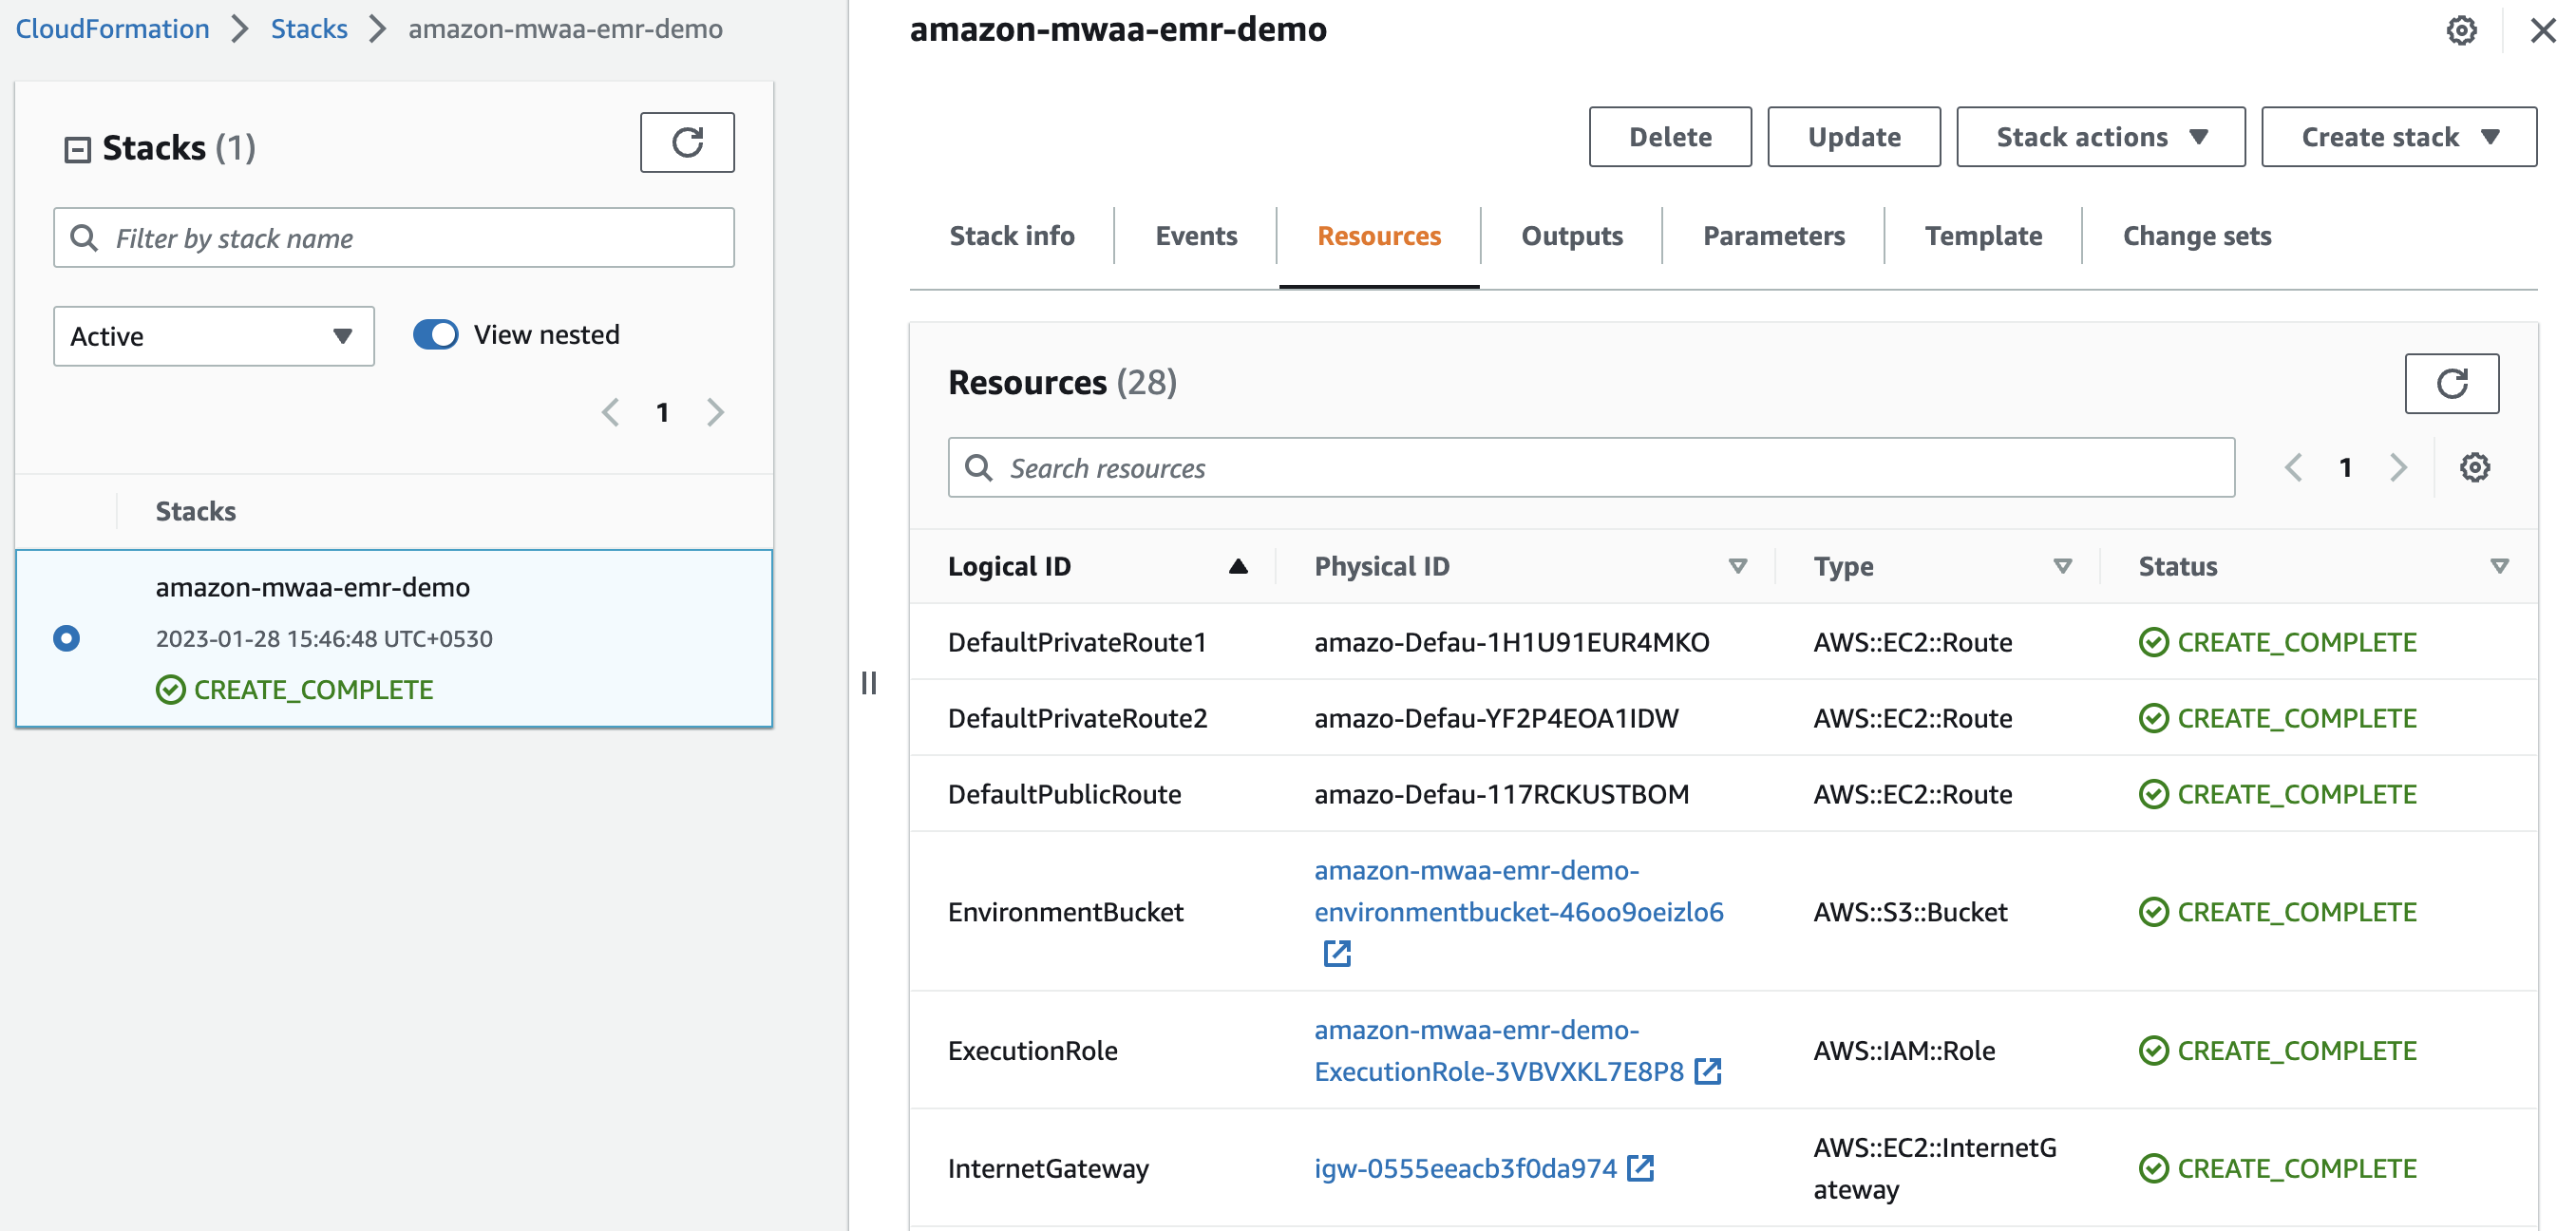 CloudFormation > Stacks > amazon-mwaa-emr-demo
Stacks (1)
Filter by stack name
Active
View nested
1
Stacks
amazon-mwaa-emr-demo
2023-01-28 15:46:48 UTC+0530
CREATE_COMPLETE
amazon-mwaa-emr-demo
Delete Update Stack actions Create stack
Stack info Events Resources Outputs Parameters Template Change sets
Resources (28)
Search resources
1
Logical ID Physical ID Type Status
DefaultPrivateRoute1 amazo-Defau-1H1U91EUR4MKO AWS::EC2::Route CREATE_COMPLETE
DefaultPrivateRoute2 amazo-Defau-YF2P4EOA1IDW AWS::EC2::Route CREATE_COMPLETE
DefaultPublicRoute amazo-Defau-117RCKUSTBOM AWS::EC2::Route CREATE_COMPLETE
amazon-mwaa-emr-demo-
EnvironmentBucket environmentbucket-46oo9oeizlo6 AWS::S3::Bucket CREATE_COMPLETE
amazon-mwaa-emr-demo-
ExecutionRole AWS::IAM::Role CREATE_COMPLETE
ExecutionRole-3VBVXKL7E8P8
AWS::EC2::InternetG
InternetGateway igw-0555eeacb3f0da974 CREATE_COMPLETE
ateway